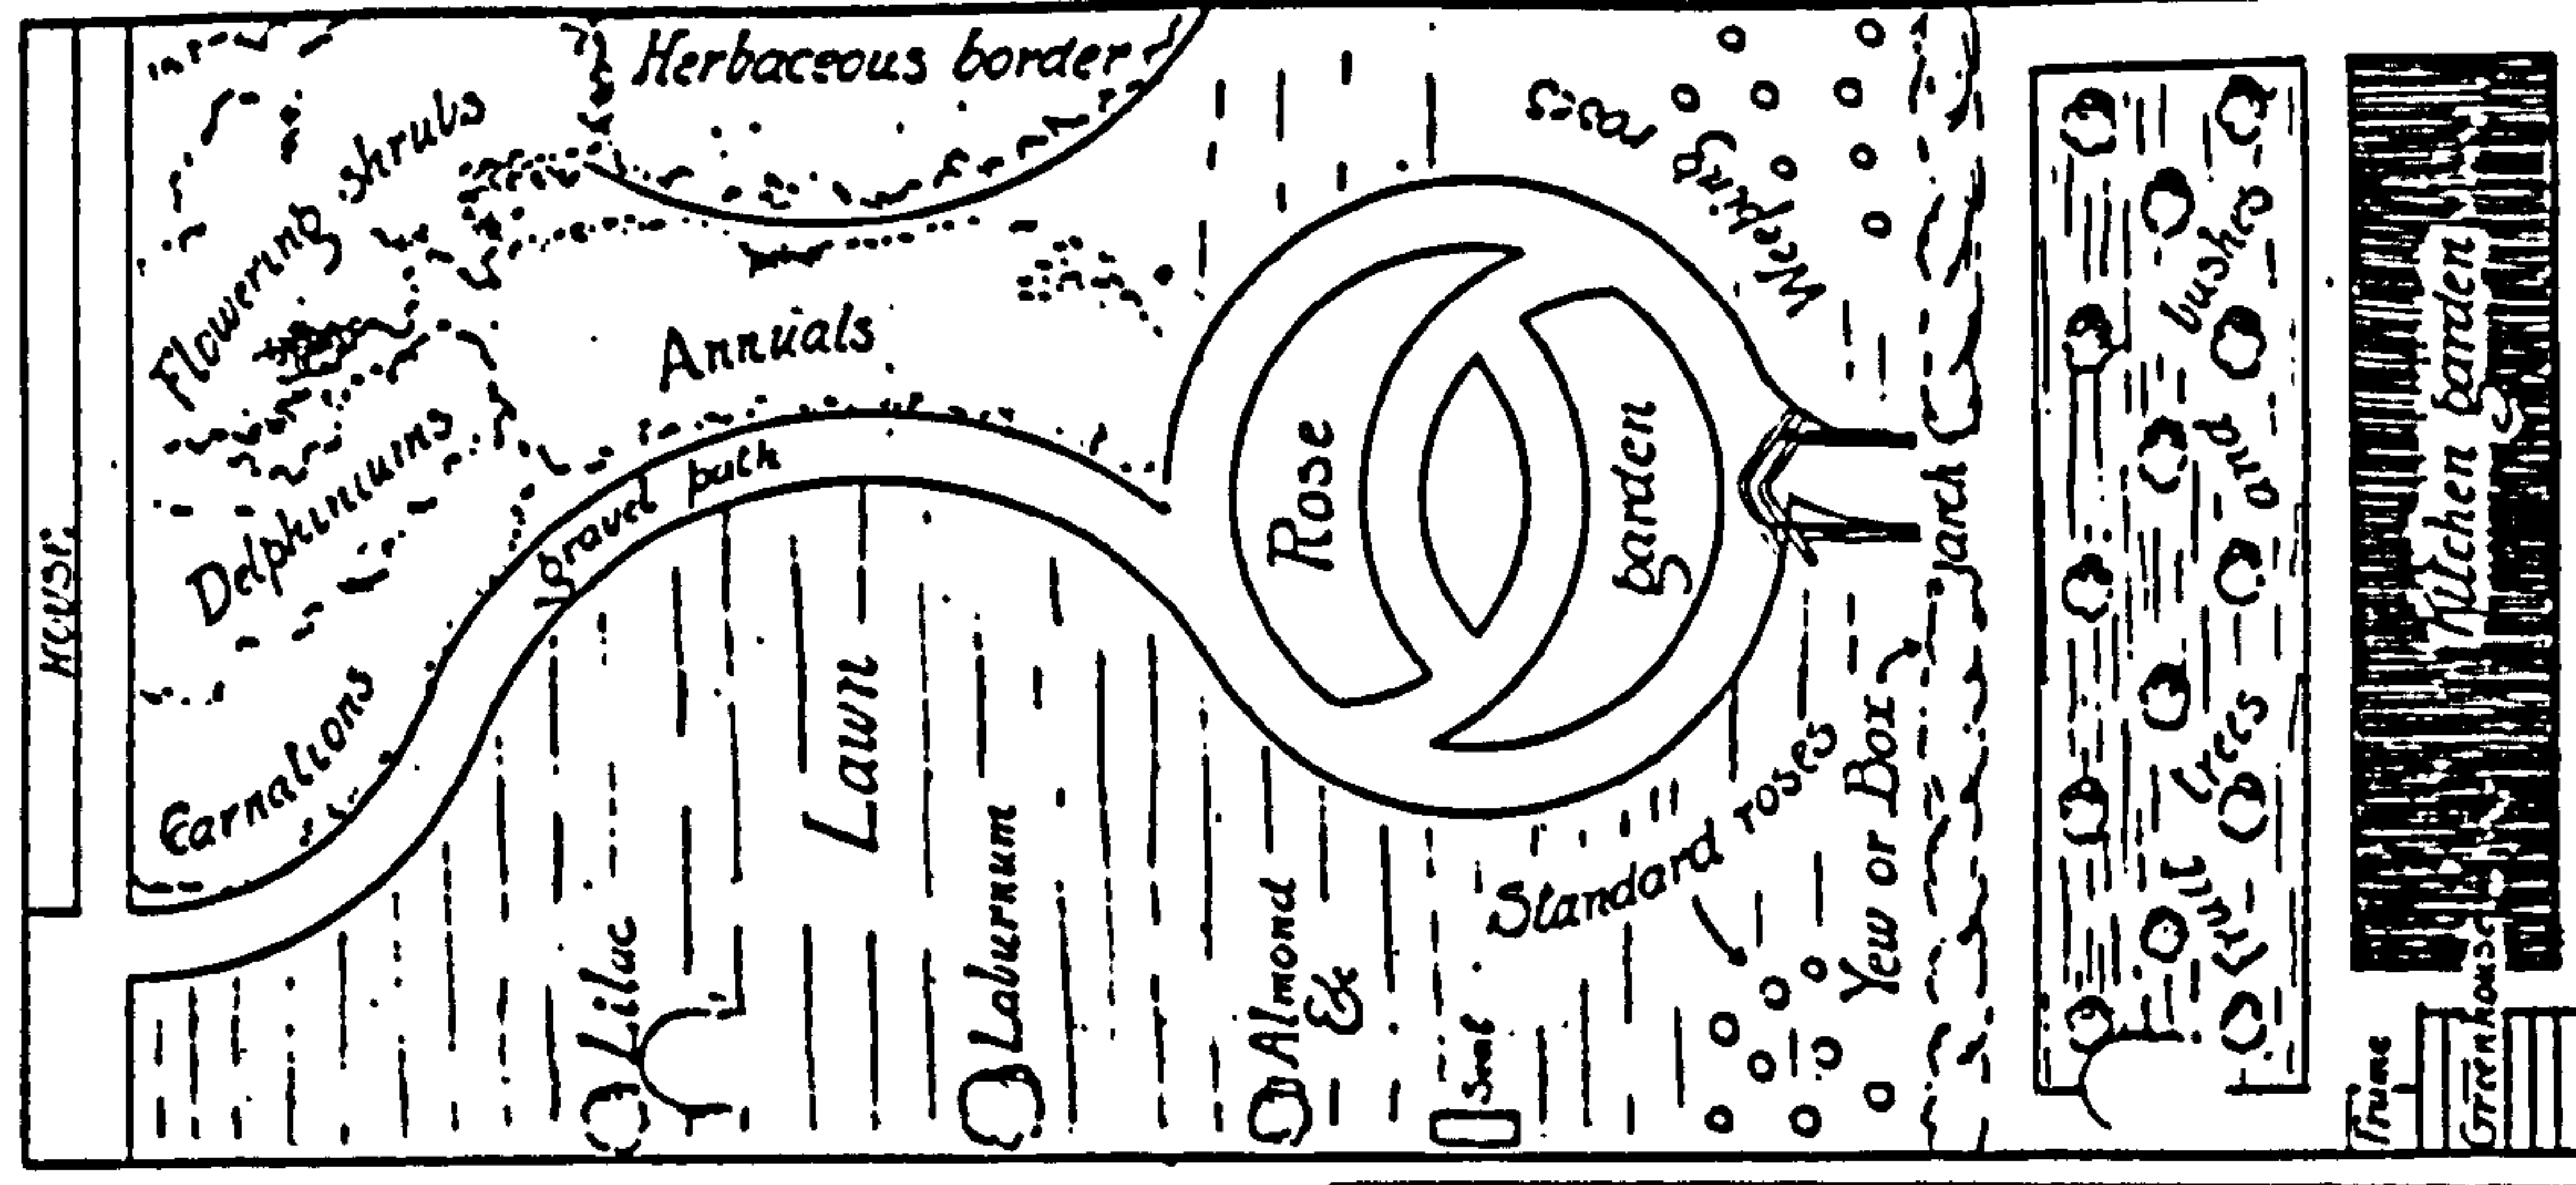 House
Flowering shrubs
Herbaceous border
Delphiniums
Annuals
Carnations
gravel path
Lawn
Lilac
Laburnum
Almond
&c
Seat
Rose
garden
Weeping roses
Standard roses
Yew or Box
arch
Fruit trees and bushes
Kitchen garden
Frame
Greenhouse